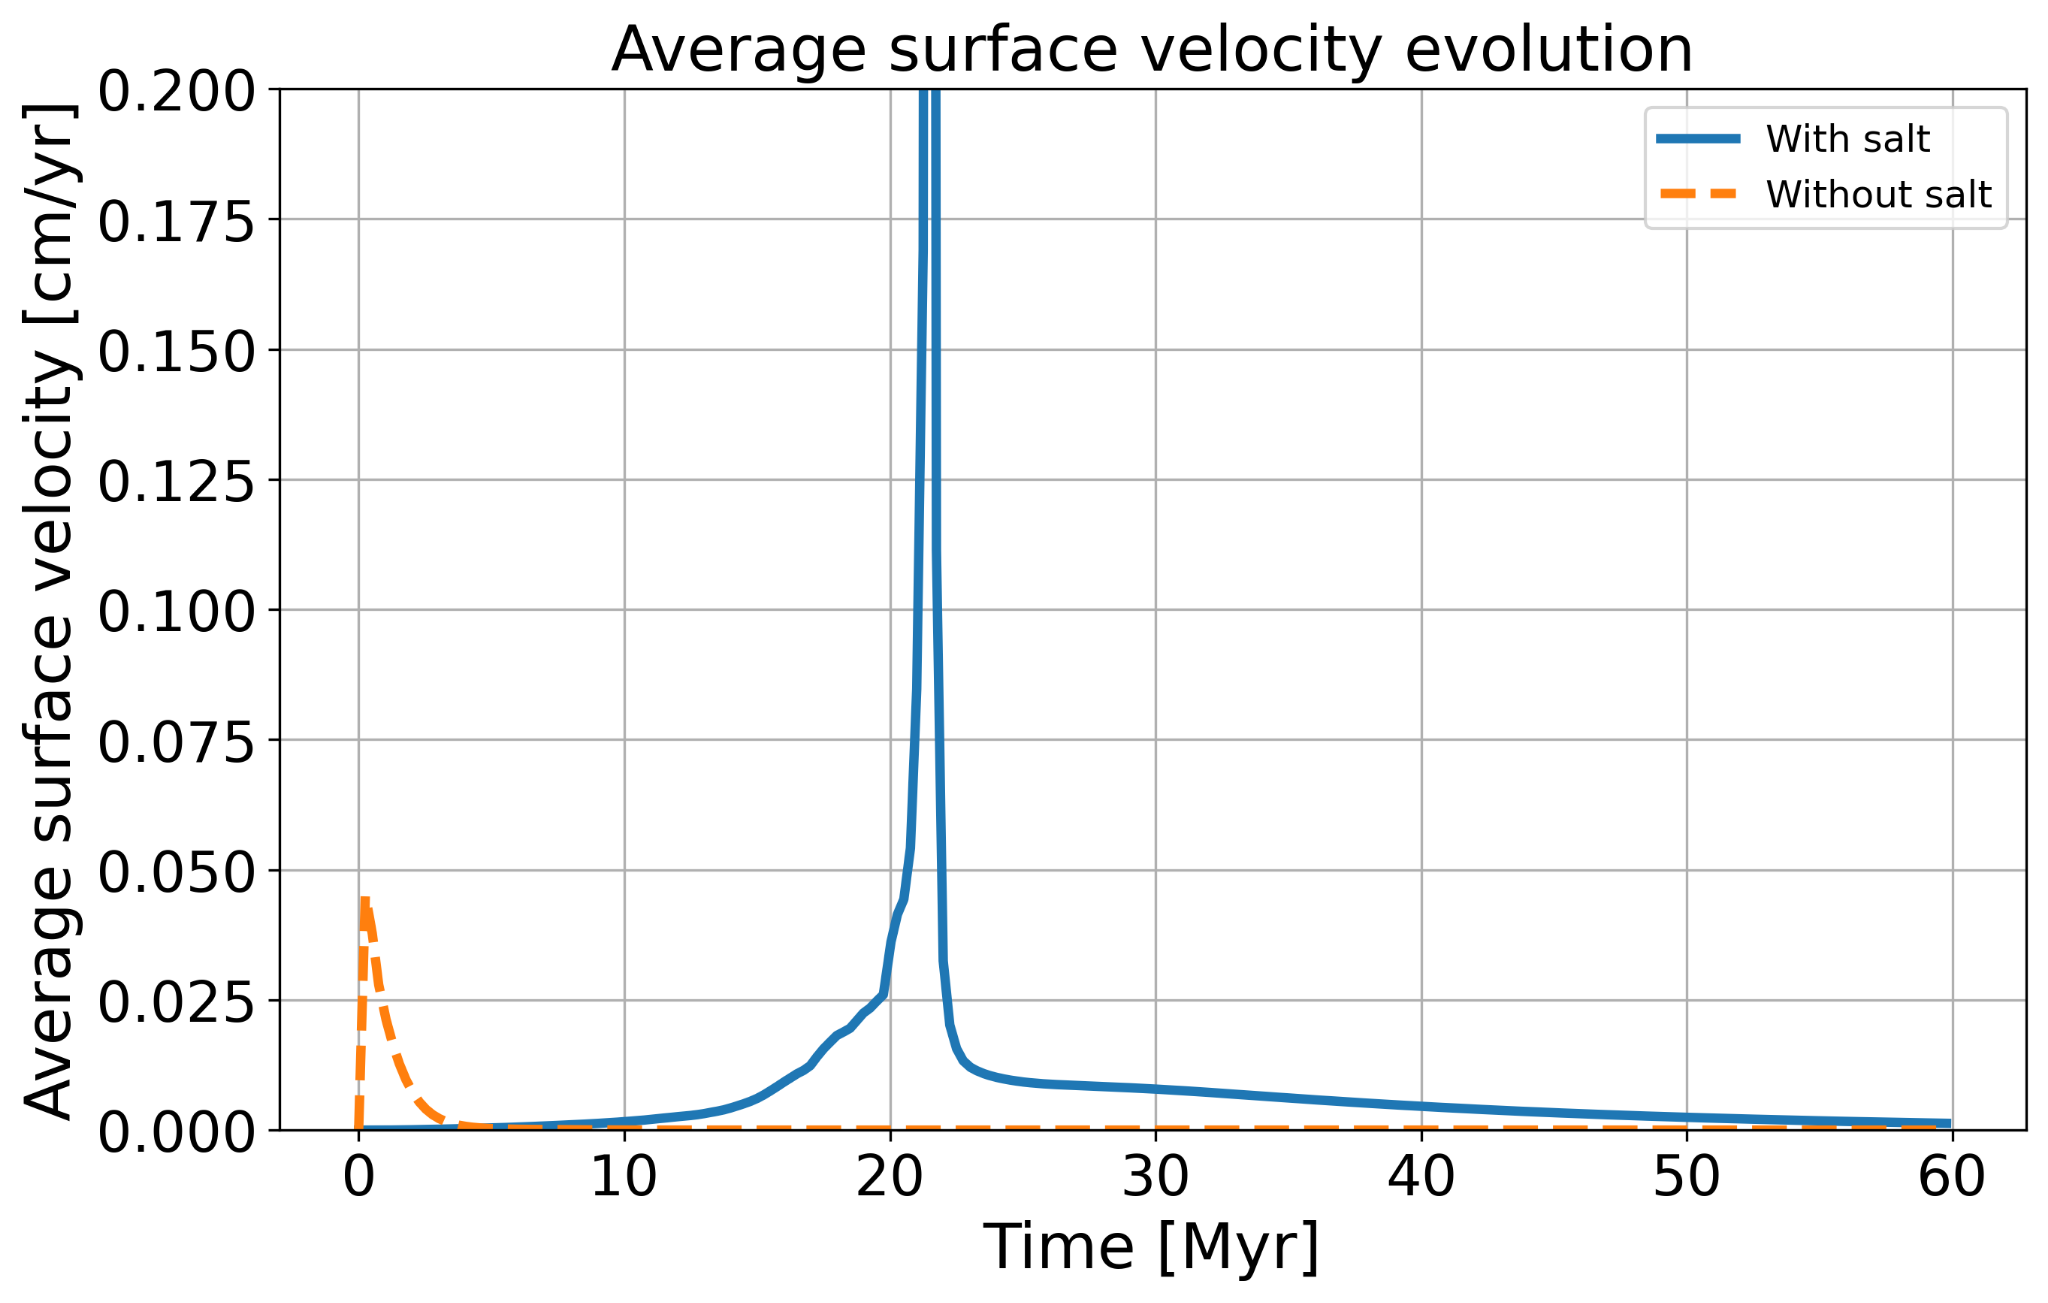 Average surface velocity evolution
Average surface velocity [cm/yr]
0.200
0.175
0.150
0.125
0.100
0.075
0.050
0.025
0.000
With salt
Without salt
0 10 20 30 40 50 60
Time [Myr]